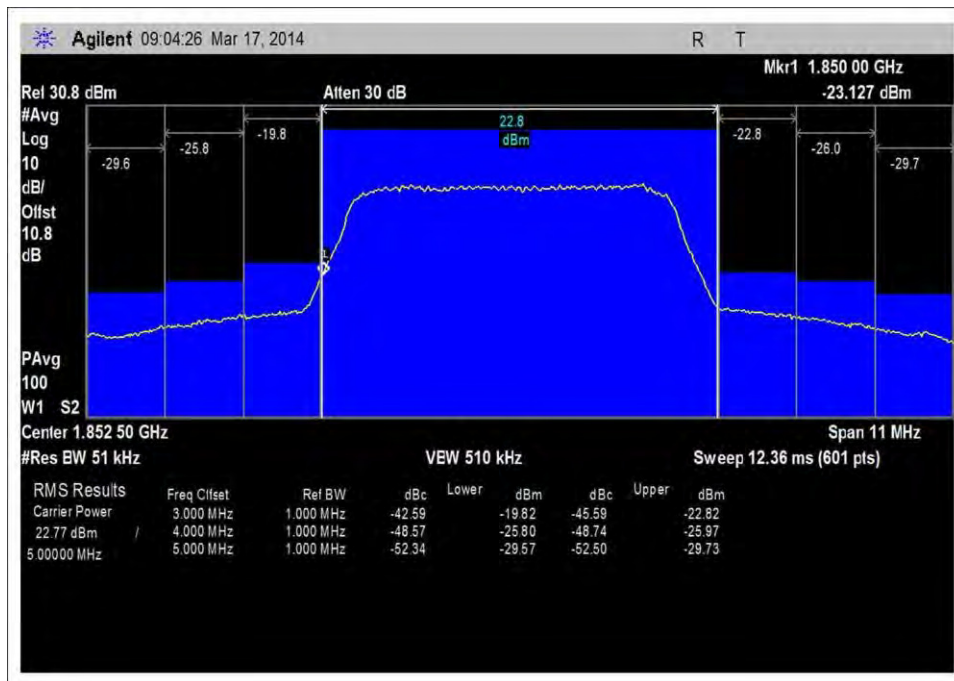 Agilent 09:04:26 Mar 17, 2014 R T
Mkr1 1.850 00 GHz
Ref 30.8 dBm Atten 30 dB -23.127 dBm
#Avg
Log
10
dB/
Offst
10.8
dB
-29.6 -25.8 -19.8 22.8 dBm -22.8 -26.0 -29.7
1
PAvg
100
W1 S2
Center 1.852 50 GHz Span 11 MHz
#Res BW 51 kHz VBW 510 kHz Sweep 12.36 ms (601 pts)
RMS Results Freq Offset Ref BW dBc Lower dBm dBc Upper dBm
Carrier Power 3.000 MHz 1.000 MHz -42.59 -19.82 -45.59 -22.82
22.77 dBm / 4.000 MHz 1.000 MHz -48.57 -25.80 -48.74 -25.97
5.00000 MHz 5.000 MHz 1.000 MHz -52.34 -29.57 -52.50 -29.73